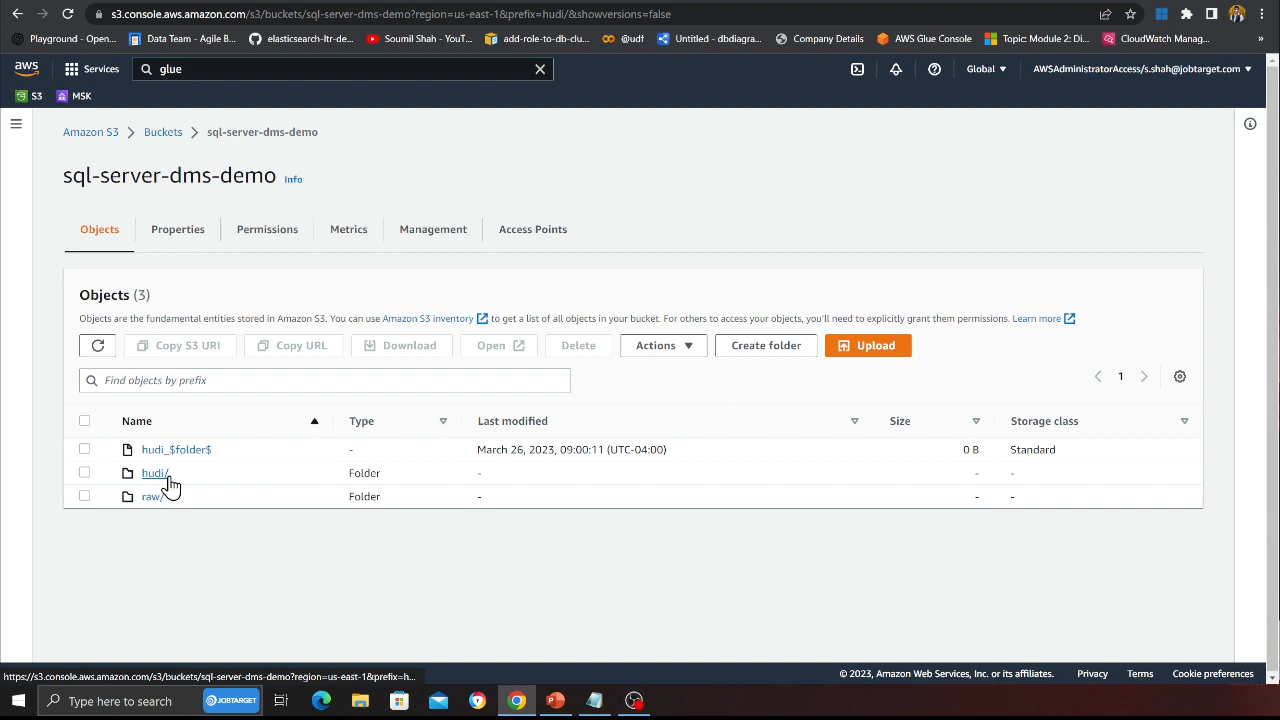 s3.console.aws.amazon.com/s3/buckets/sql-server-dms-demo?region=us-east-1&prefix=hudi/&showversions=false
Playground - Open...
Data Team - Agile B...
elasticsearch-ltr-de...
Soumil Shah - YouT...
add-role-to-db-clu...
@udf
Untitled - dbdiagra...
Company Details
AWS Glue Console
Topic Module 2: Di...
CloudWatch Manag...
»
aws
Services
glue
Global
AWSAdministratorAccess/s.shah@jobtarget.com
S3
MSK
Amazon S3 > Buckets > sql-server-dms-demo
sql-server-dms-demo Info
Objects
Properties
Permissions
Metrics
Management
Access Points
Objects (3)
Objects are the fundamental entities stored in Amazon S3. You can use Amazon S3 inventory to get a list of all objects in your bucket. For others to access your objects, you'll need to explicitly grant them permissions. Learn more
Copy S3 URI
Copy URL
Download
Open
Delete
Actions
Create folder
Upload
Find objects by prefix
1
Name
Type
Last modified
Size
Storage class
hudi_$folder$ - March 26, 2023, 09:00:11 (UTC-04:00) 0 B Standard
hudi/ Folder - - -
raw/ Folder - - -
https://s3.console.aws.amazon.com/s3/buckets/sql-server-dms-demo?region=us-east-1&prefix=h...
© 2023, Amazon Web Services, Inc. or its affiliates.
Privacy
Terms
Cookie preferences
Type here to search
JOBTARGET